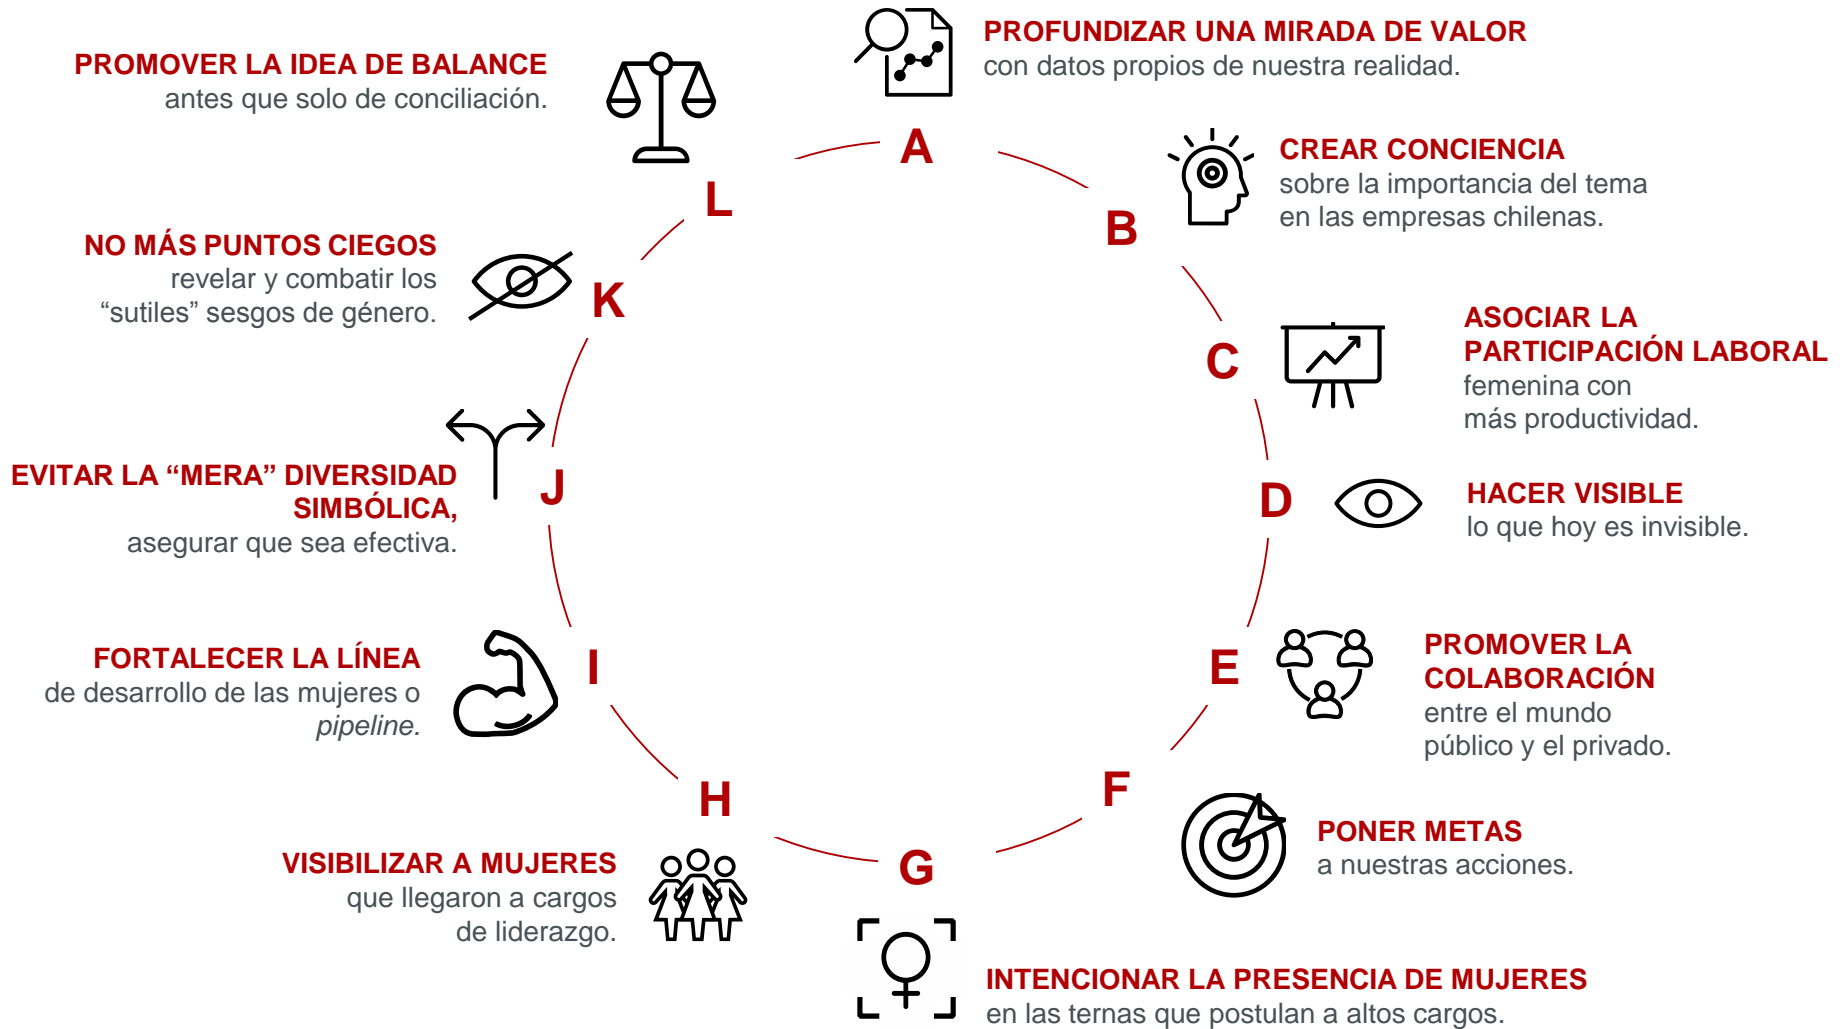 A
PROFUNDIZAR UNA MIRADA DE VALOR
con datos propios de nuestra realidad.
B
CREAR CONCIENCIA
sobre la importancia del tema
en las empresas chilenas.
C
ASOCIAR LA
PARTICIPACIÓN LABORAL
femenina con
más productividad.
D
HACER VISIBLE
lo que hoy es invisible.
E
PROMOVER LA
COLABORACIÓN
entre el mundo
público y el privado.
F
PONER METAS
a nuestras acciones.
G
INTENCIONAR LA PRESENCIA DE MUJERES
en las ternas que postulan a altos cargos.
H
VISIBILIZAR A MUJERES
que llegaron a cargos
de liderazgo.
I
FORTALECER LA LÍNEA
de desarrollo de las mujeres o
pipeline.
J
EVITAR LA “MERA” DIVERSIDAD
SIMBÓLICA,
asegurar que sea efectiva.
K
NO MÁS PUNTOS CIEGOS
revelar y combatir los
“sutiles” sesgos de género.
L
PROMOVER LA IDEA DE BALANCE
antes que solo de conciliación.